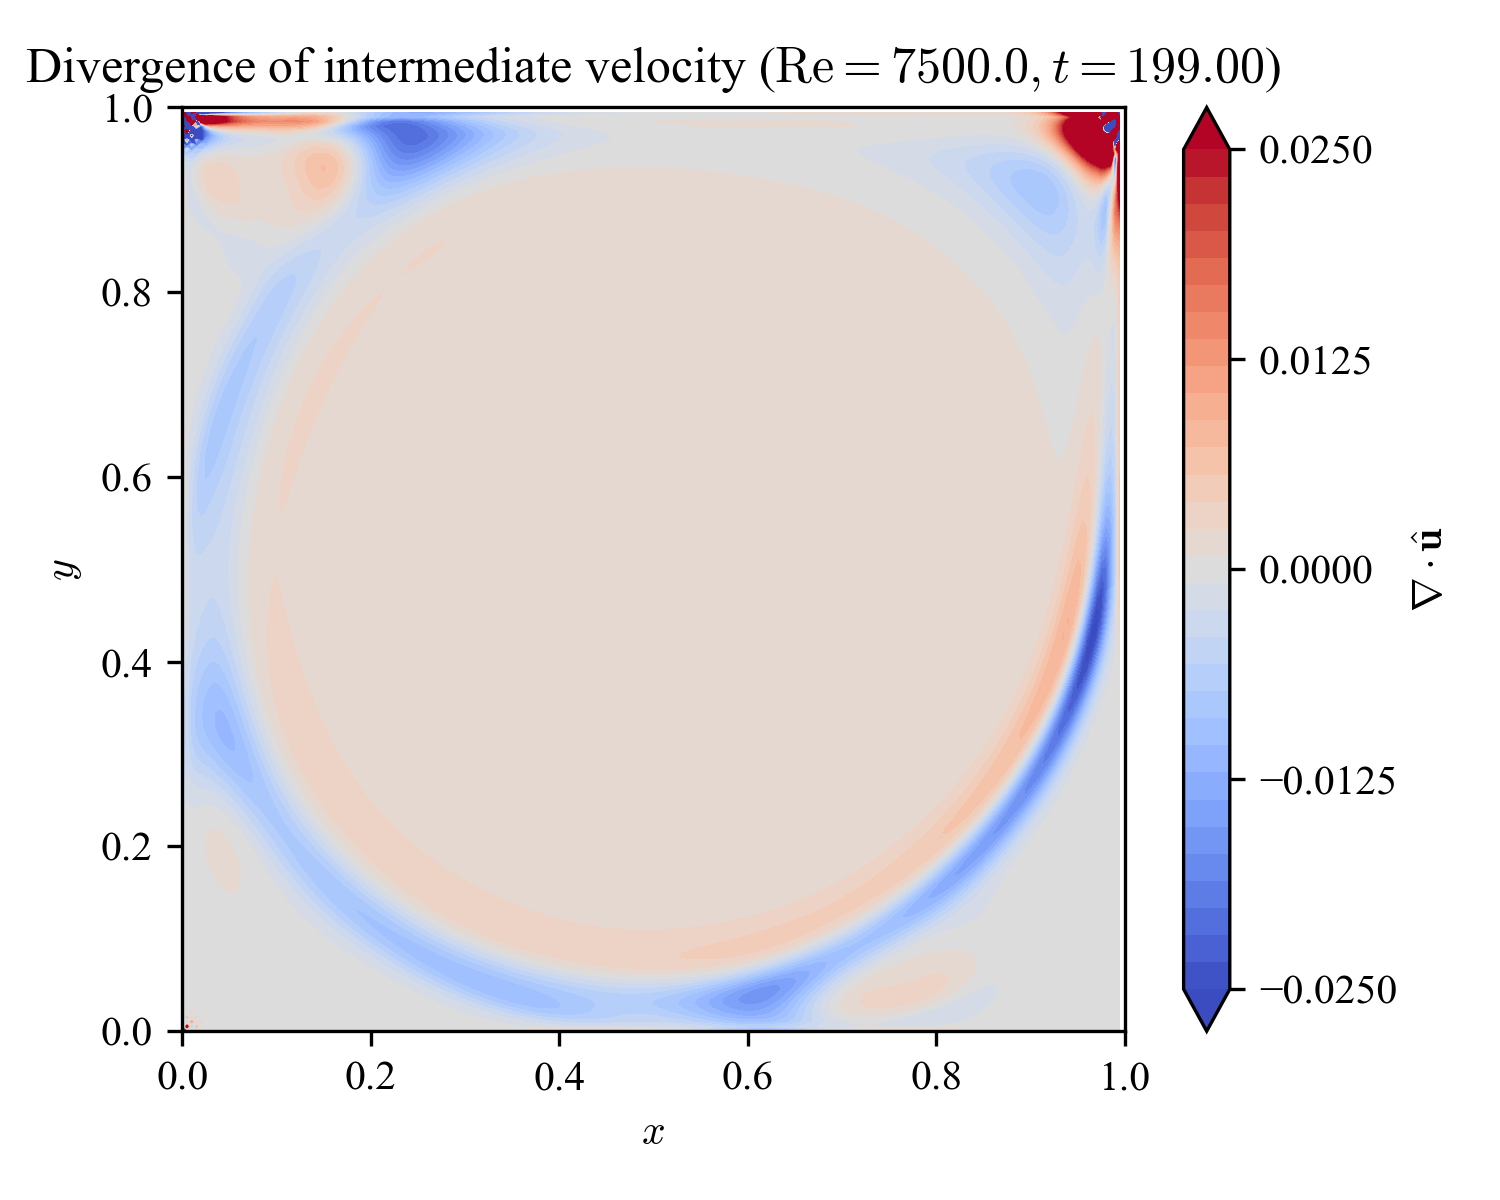 Divergence of intermediate velocity (Re = 7500.0, t = 199.00)
1.0
0.8
0.6
0.4
0.2
0.0
y
0.0 0.2 0.4 0.6 0.8 1.0
x
0.0250
0.0125
0.0000
−0.0125
−0.0250
∇ · û